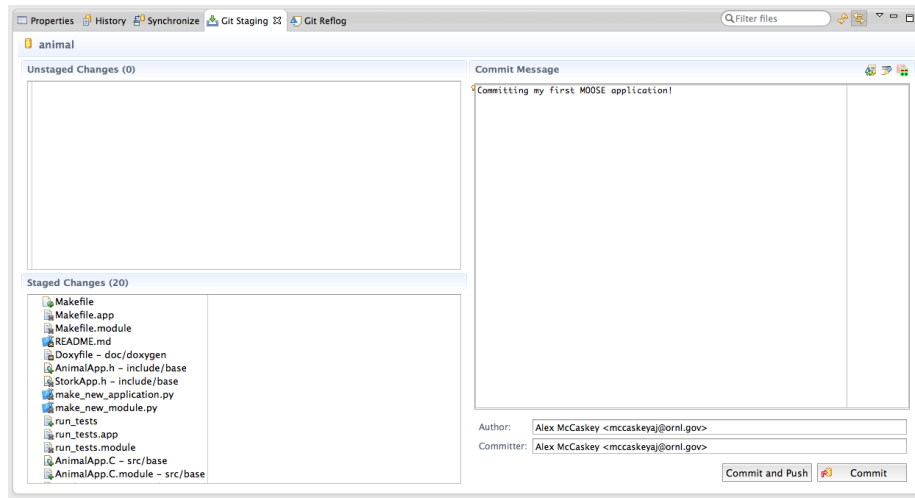 Properties History Synchronize Git Staging Git Reflog Filter files
animal
Unstaged Changes (0)
Commit Message
Committing my first MOOSE application!
Staged Changes (20)
Makefile
Makefile.app
Makefile.module
README.md
Doxyfile – doc/doxygen
AnimalApp.h – include/base
StorkApp.h – include/base
make_new_application.py
make_new_module.py
run_tests
run_tests.app
run_tests.module
AnimalApp.C – src/base
AnimalApp.C.module – src/base
Author: Alex McCaskey <mccaskeyaj@ornl.gov>
Committer: Alex McCaskey <mccaskeyaj@ornl.gov>
Commit and Push Commit